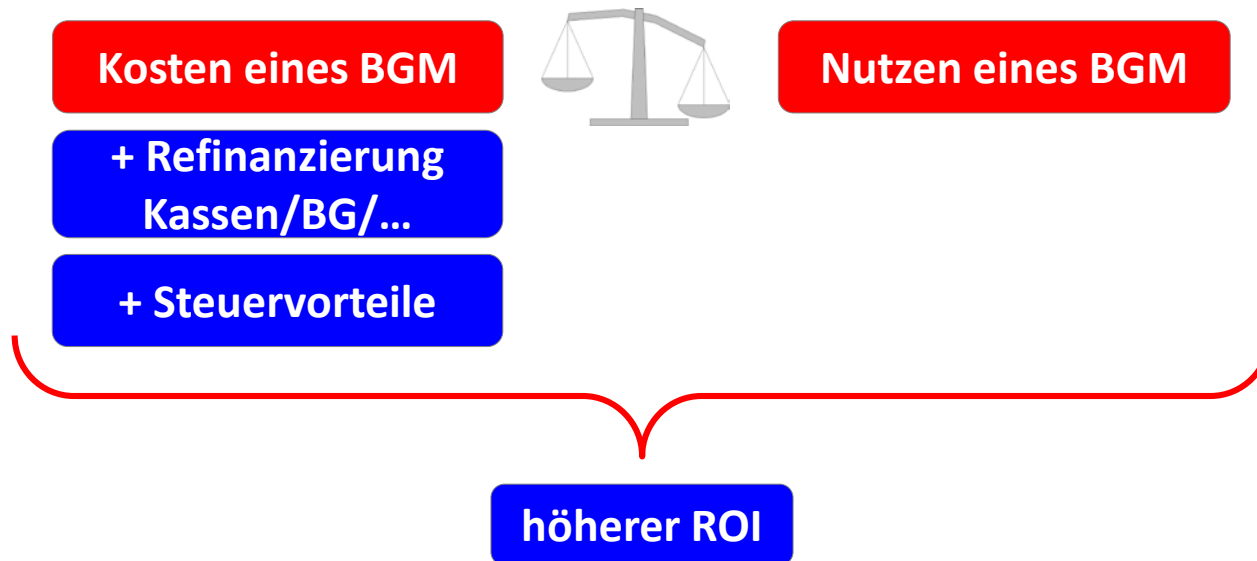 Kosten eines BGM
Nutzen eines BGM
+ Refinanzierung
Kassen/BG/...
+ Steuervorteile
höherer ROI